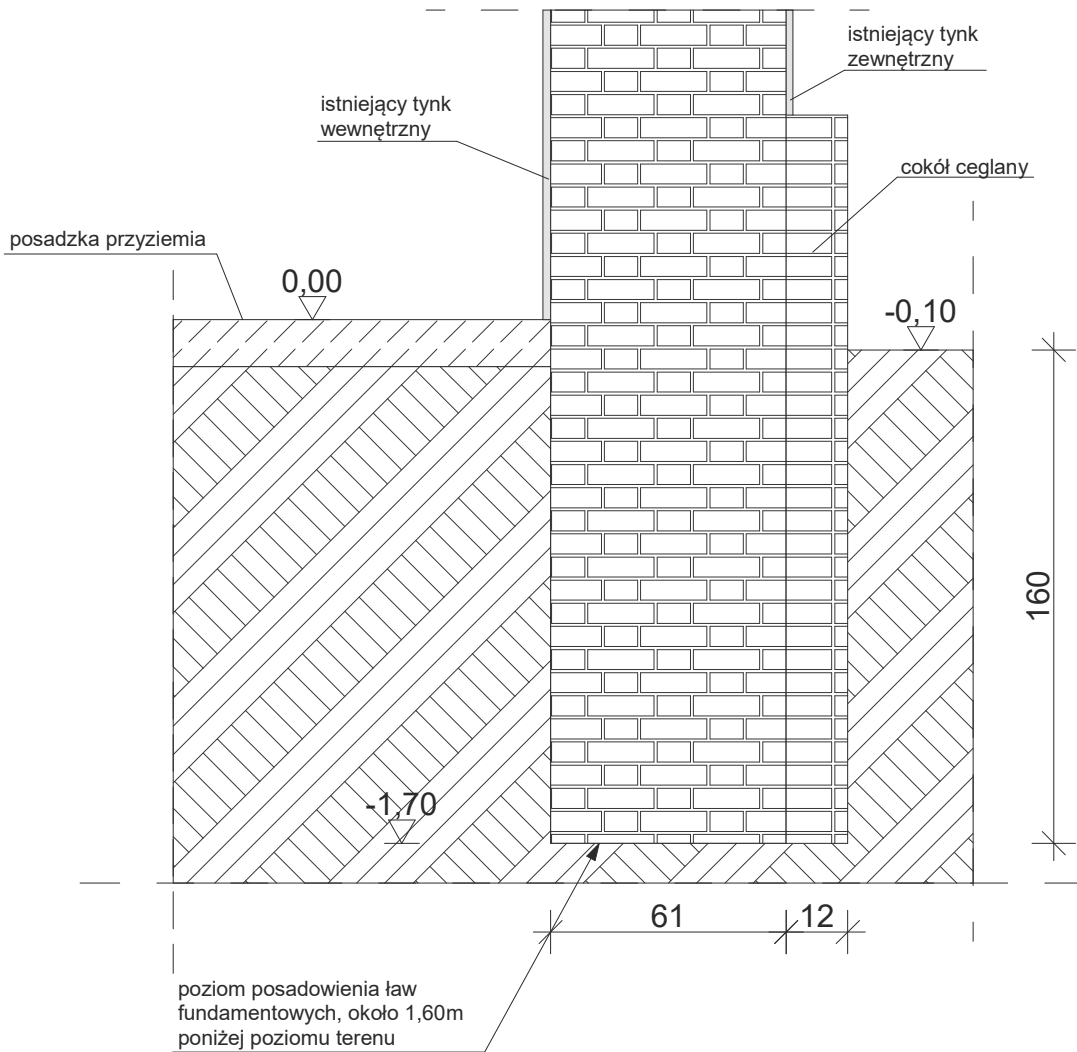 istniejący tynk
zewnętrzny
istniejący tynk
wewnętrzny
cokół ceglany
posadzka przyziemia
0,00
-0,10
160
-1,70
61
12
poziom posadowienia ław
fundamentowych, około 1,60m
poniżej poziomu terenu